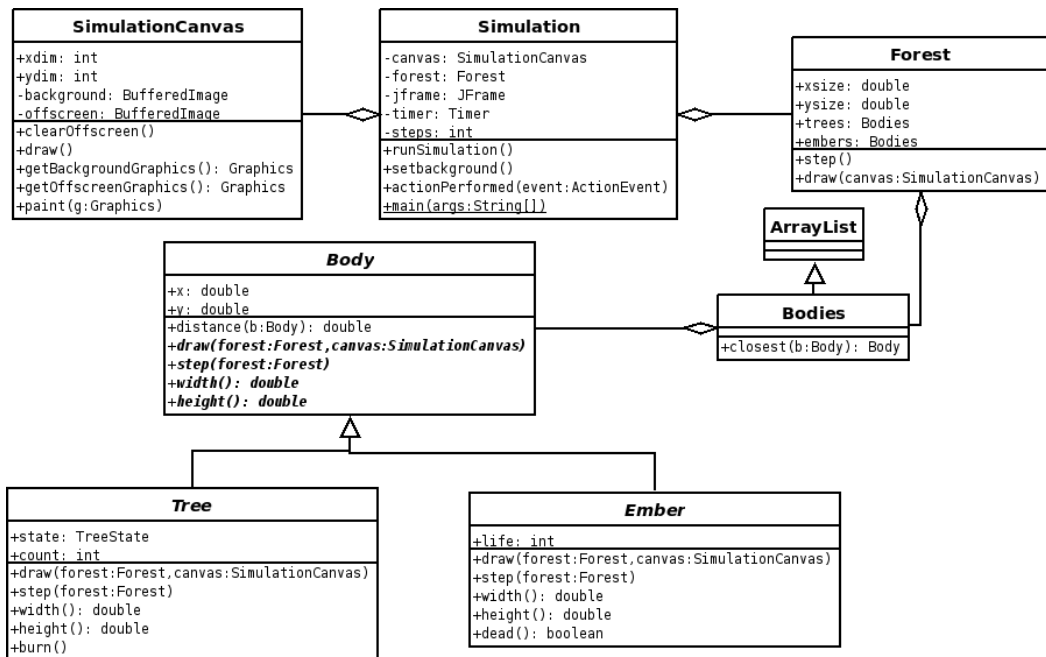 SimulationCanvas
+xdim: int
+ydim: int
-background: BufferedImage
-offscreen: BufferedImage
+clearOffscreen()
+draw()
+getBackgroundGraphics(): Graphics
+getOffscreenGraphics(): Graphics
+paint(g:Graphics)
Simulation
-canvas: SimulationCanvas
-forest: Forest
-jframe: JFrame
-timer: Timer
-steps: int
+runSimulation()
+setbackground()
+actionPerformed(event:ActionEvent)
+main(args:String[])
Forest
+xsize: double
+ysize: double
+trees: Bodies
+embers: Bodies
+step()
+draw(canvas:SimulationCanvas)
ArrayList
Body
+x: double
+y: double
+distance(b:Body): double
+draw(forest:Forest,canvas:SimulationCanvas)
+step(forest:Forest)
+width(): double
+height(): double
Bodies
+closest(b:Body): Body
Tree
+state: TreeState
+count: int
+draw(forest:Forest,canvas:SimulationCanvas)
+step(forest:Forest)
+width(): double
+height(): double
+burn()
Ember
+life: int
+draw(forest:Forest,canvas:SimulationCanvas)
+step(forest:Forest)
+width(): double
+height(): double
+dead(): boolean